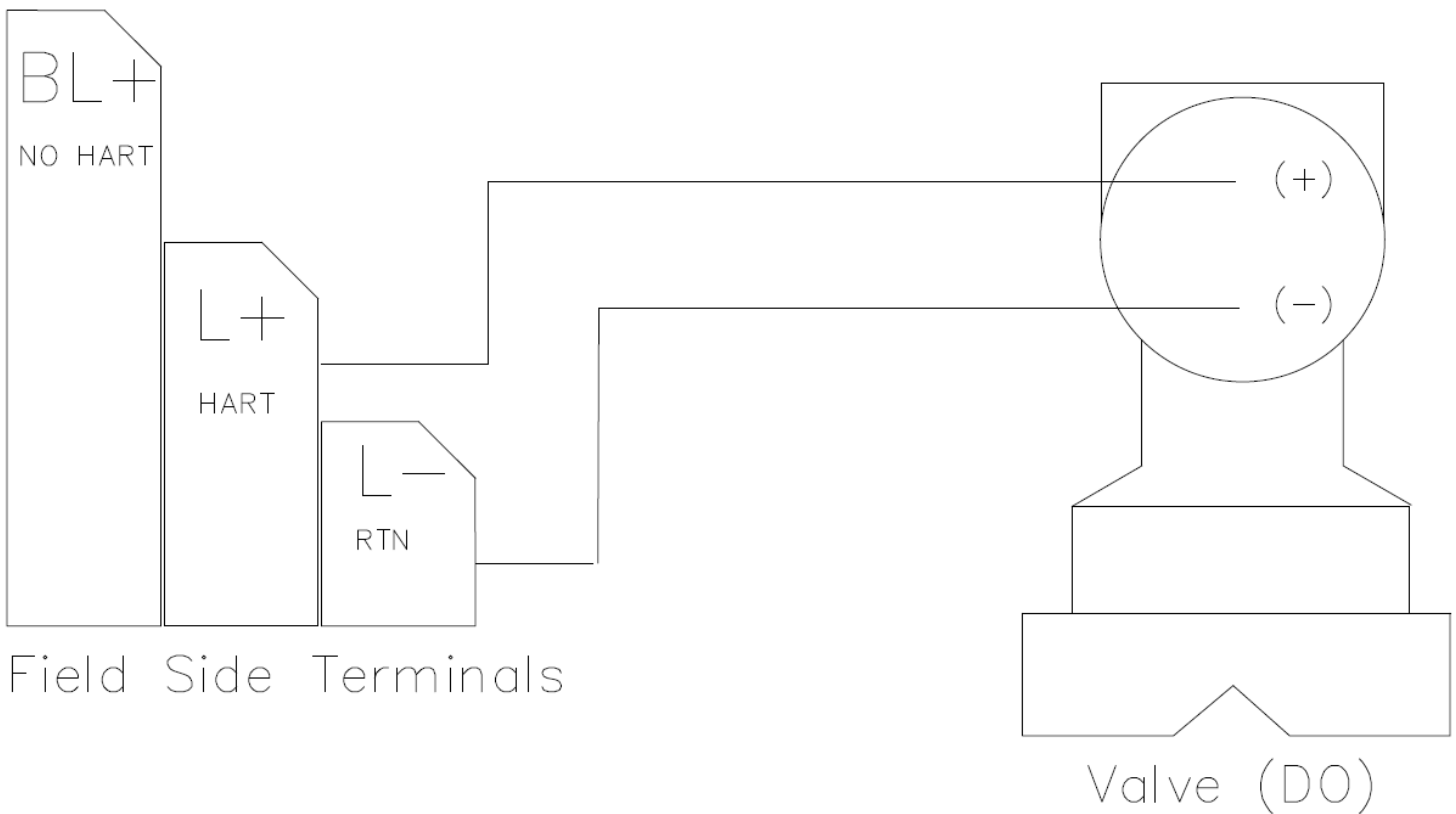 BL+
NO HART
L+
HART
L-
RTN
(+)
(-)
Field Side Terminals
Valve (DO)